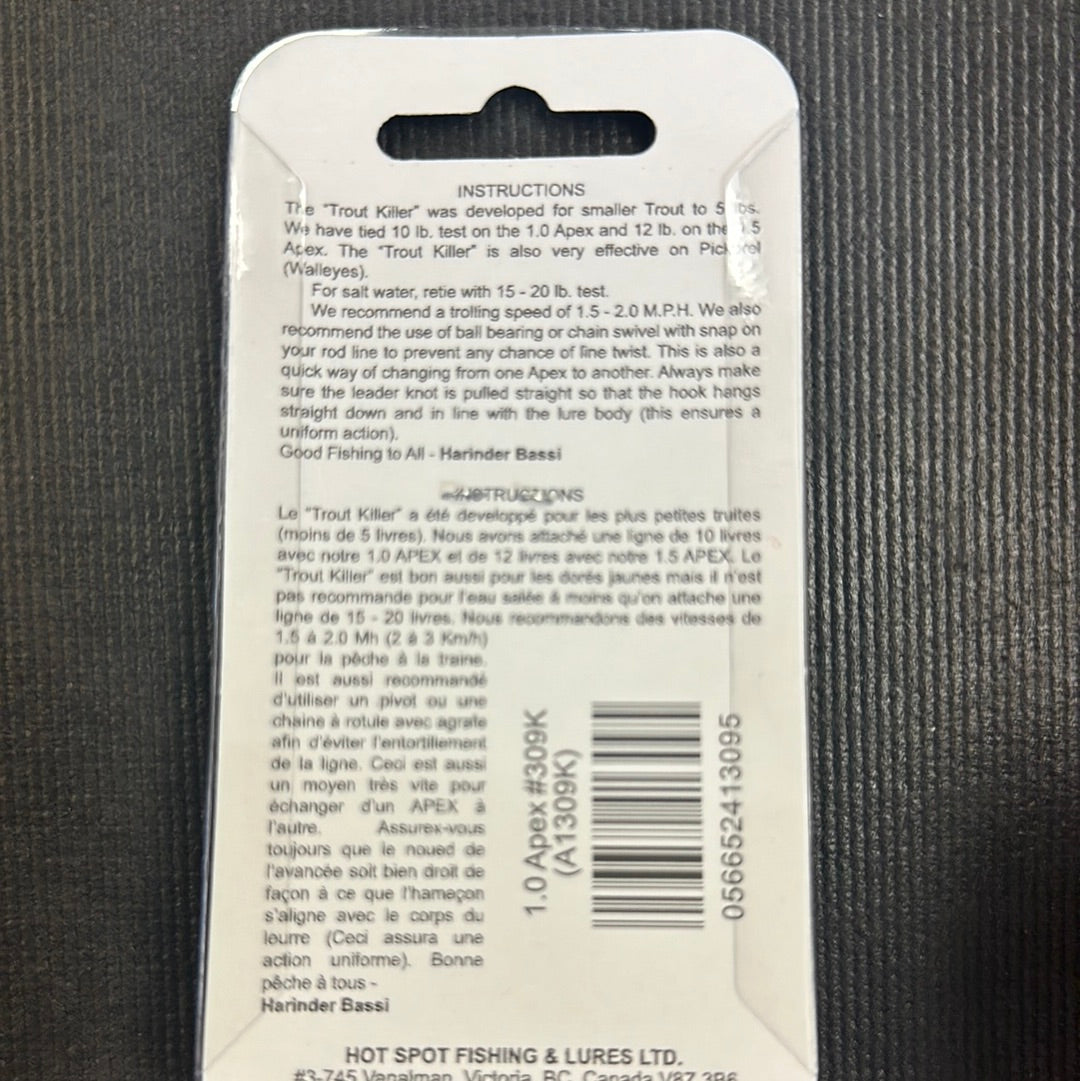 INSTRUCTIONS
The "Trout Killer" was developed for smaller Trout to 5 lbs.
We have tied 10 lb. test on the 1.0 Apex and 12 lb. on the 1.5
Apex. The "Trout Killer" is also very effective on Pickerel
(Walleyes).
For salt water, retie with 15 - 20 lb. test.
We recommend a trolling speed of 1.5 - 2.0 M.P.H. We also
recommend the use of ball bearing or chain swivel with snap on
your rod line to prevent any chance of line twist. This is also a
quick way of changing from one Apex to another. Always make
sure the leader knot is pulled straight so that the hook hangs
straight down and in line with the lure body (this ensures a
uniform action).
Good Fishing to All - Harinder Bassi
INSTRUCTIONS
Le "Trout Killer" a été developpé pour les plus petites truites
(moins de 5 livres). Nous avons attaché une ligne de 10 livres
avec notre 1.0 APEX et de 12 livres avec notre 1.5 APEX. Le
"Trout Killer" est bon aussi pour les dorés jaunes mais il n'est
pas recommande pour l'eau salée à moins qu'on attache une
ligne de 15 - 20 livres. Nous recommandons des vitesses de
1.5 à 2.0 Mh (2 à 3 Km/h)
pour la pêche à la traine.
Il est aussi recommandé
d'utiliser un pivot ou une
chaine à rotule avec agrafe
afin d'éviter l'entortillement
de la ligne. Ceci est aussi
un moyen très vite pour
échanger d'un APEX à
l'autre. Assurex-vous
toujours que le noued de
l'avancée soit bien droit de
façon à ce que l'hameçon
s'aligne avec le corps du
leurre (Ceci assura une
action uniforme). Bonne
pêche à tous -
Harinder Bassi
1.0 Apex #309K
(A1309K)
056652413095
HOT SPOT FISHING & LURES LTD.
#3-745 Vanalman, Victoria, BC, Canada V8Z 3B6